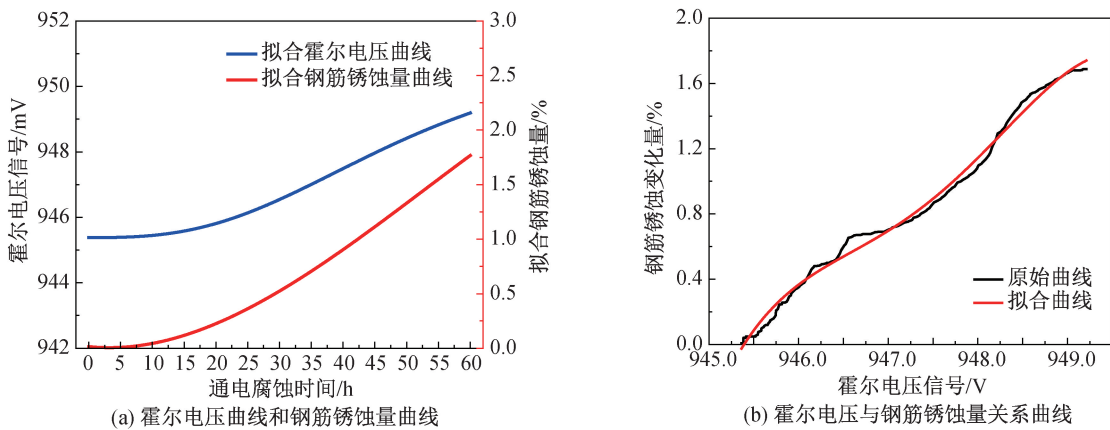 952
950
948
946
944
942
霍尔电压信号/mV
拟合霍尔电压曲线
拟合钢筋锈蚀量曲线
3.0
2.5
2.0
1.5
1.0
0.5
0.0
拟合钢筋锈蚀量/%
0 5 10 15 20 25 30 35 40 45 50 55 60
通电腐蚀时间/h
(a) 霍尔电压曲线和钢筋锈蚀量曲线
2.0
1.6
1.2
0.8
0.4
0.0
钢筋锈蚀变化量/%
原始曲线
拟合曲线
945.0 946.0 947.0 948.0 949.0
霍尔电压信号/V
(b) 霍尔电压与钢筋锈蚀量关系曲线